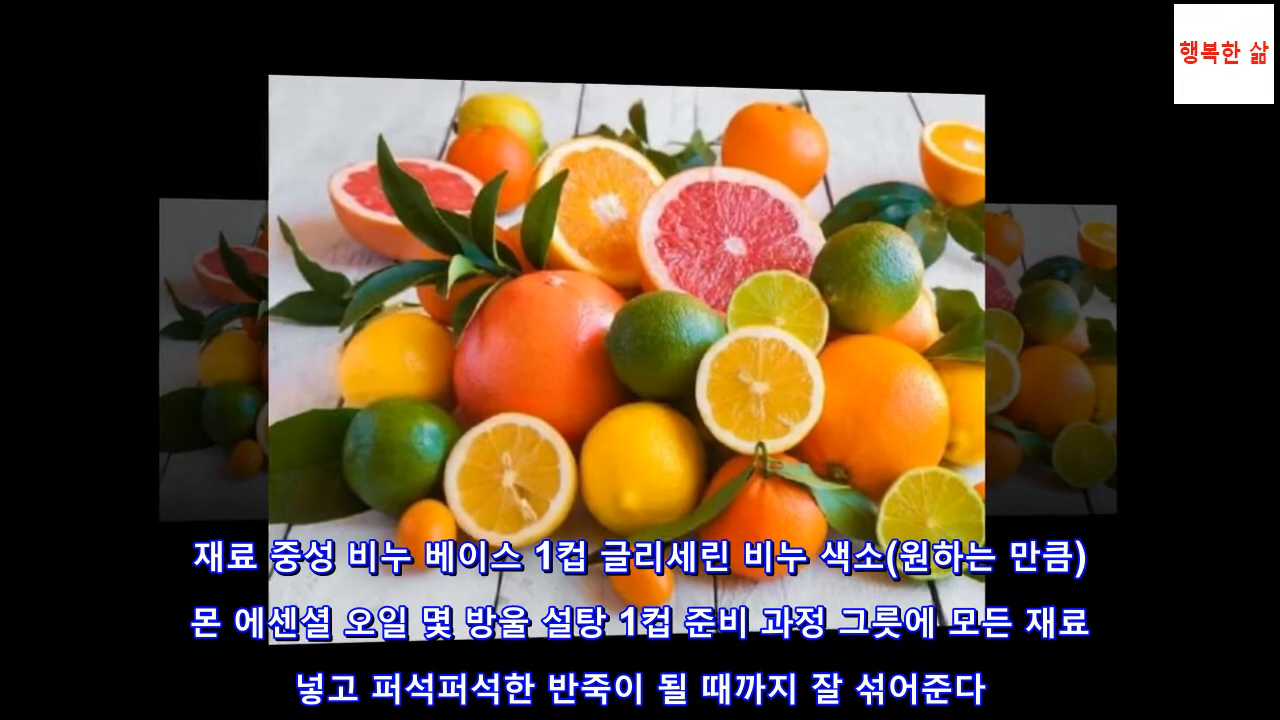 행복한 삶
재료 중성 비누 베이스 1컵 글리세린 비누 색소(원하는 만큼)
몬 에센셜 오일 몇 방울 설탕 1컵 준비 과정 그릇에 모든 재료
넣고 퍼석퍼석한 반죽이 될 때까지 잘 섞어준다